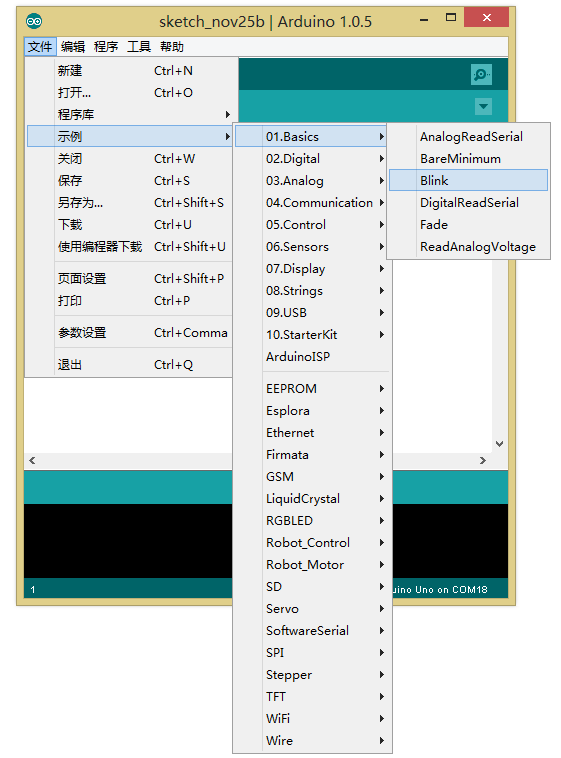 sketch_nov25b | Arduino 1.0.5
文件 编辑 程序 工具 帮助
新建 Ctrl+N
打开... Ctrl+O
程序库
示例
关闭 Ctrl+W
保存 Ctrl+S
另存为... Ctrl+Shift+S
下载 Ctrl+U
使用编程器下载 Ctrl+Shift+U
页面设置 Ctrl+Shift+P
打印 Ctrl+P
参数设置 Ctrl+Comma
退出 Ctrl+Q
01.Basics
02.Digital
03.Analog
04.Communication
05.Control
06.Sensors
07.Display
08.Strings
09.USB
10.StarterKit
ArduinoISP
EEPROM
Esplora
Ethernet
Firmata
GSM
LiquidCrystal
RGBLED
Robot_Control
Robot_Motor
SD
Servo
SoftwareSerial
SPI
Stepper
TFT
WiFi
Wire
AnalogReadSerial
BareMinimum
Blink
DigitalReadSerial
Fade
ReadAnalogVoltage
1 uino Uno on COM18